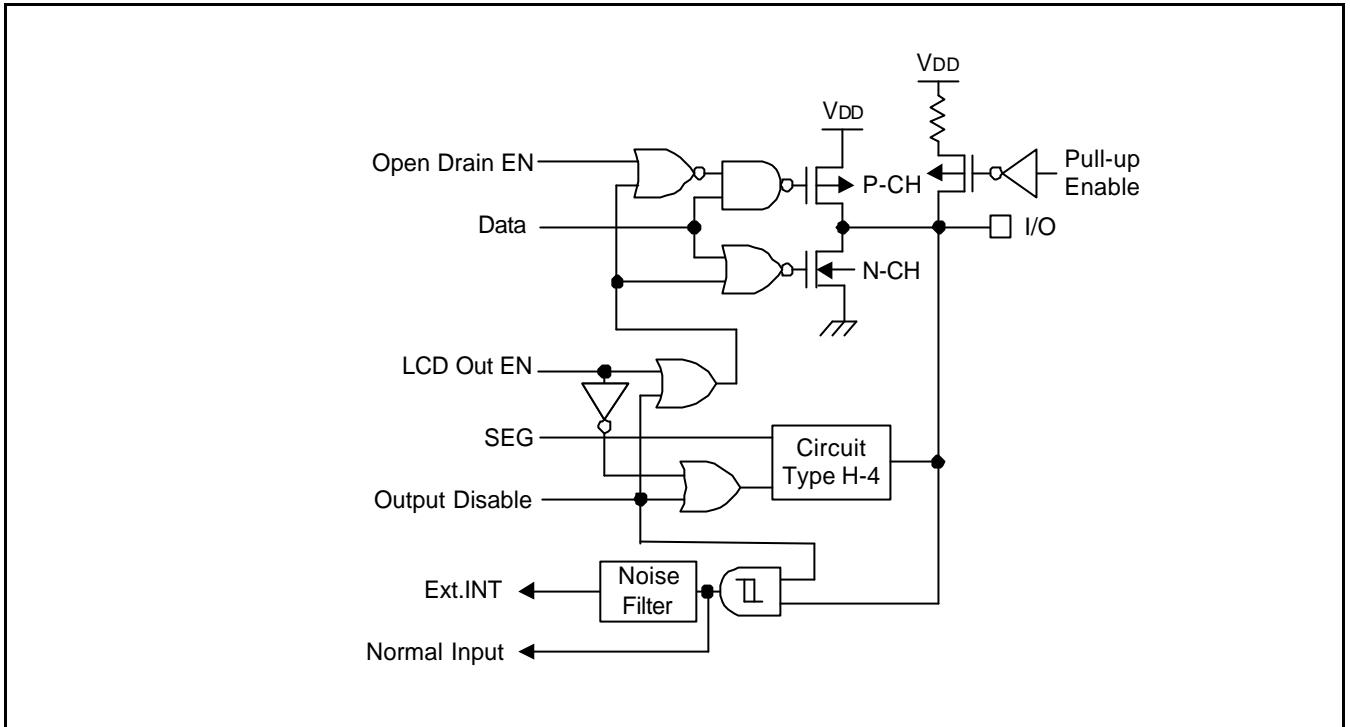 VDD
VDD
Open Drain EN
P-CH
Pull-up
Enable
Data
I/O
N-CH
LCD Out EN
SEG
Circuit
Type H-4
Output Disable
Ext.INT
Noise
Filter
Normal Input